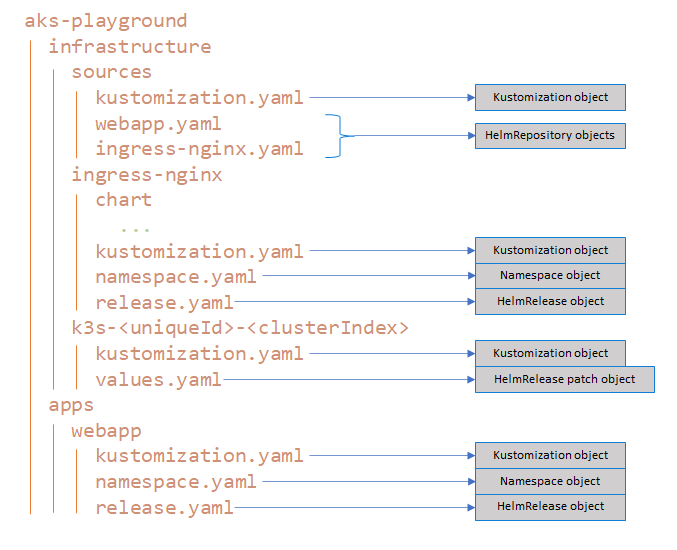 aks-playground
infrastructure
sources
kustomization.yaml Kustomization object
webapp.yaml
HelmRepository objects
ingress-nginx.yaml
ingress-nginx
chart
...
kustomization.yaml Kustomization object
namespace.yaml Namespace object
release.yaml HelmRelease object
k3s-<uniqueId>-<clusterIndex>
kustomization.yaml Kustomization object
values.yaml HelmRelease patch object
apps
webapp
kustomization.yaml Kustomization object
namespace.yaml Namespace object
release.yaml HelmRelease object